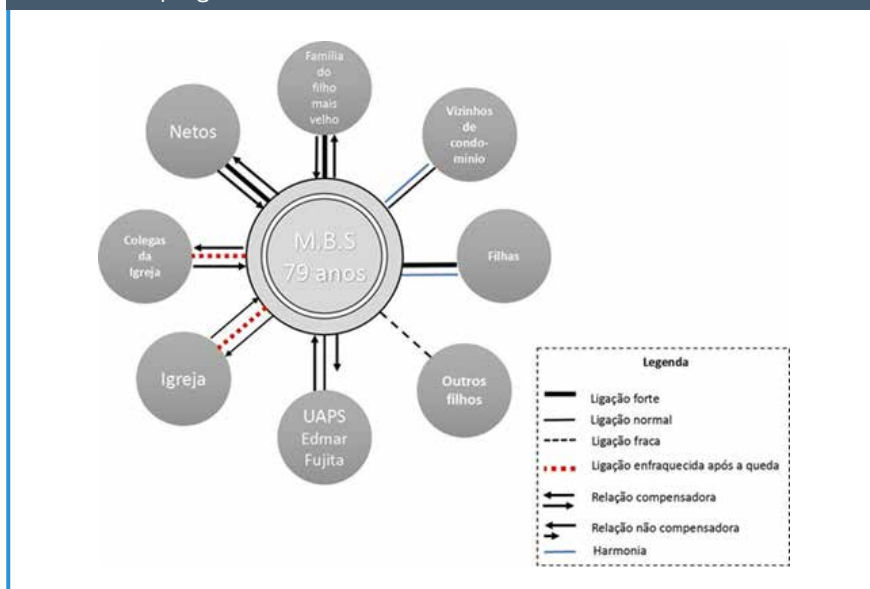 Família
do
filho
mais
velho
Netos
Vizinhos
de
condo-
mínio
Colegas
da
Igreja
M.B.S
79 anos
Filhas
Igreja
UAPS
Edmar
Fujita
Outros
filhos
Legenda
Ligação forte
Ligação normal
Ligação fraca
Ligação enfraquecida após a queda
Relação compensadora
Relação não compensadora
Harmonia